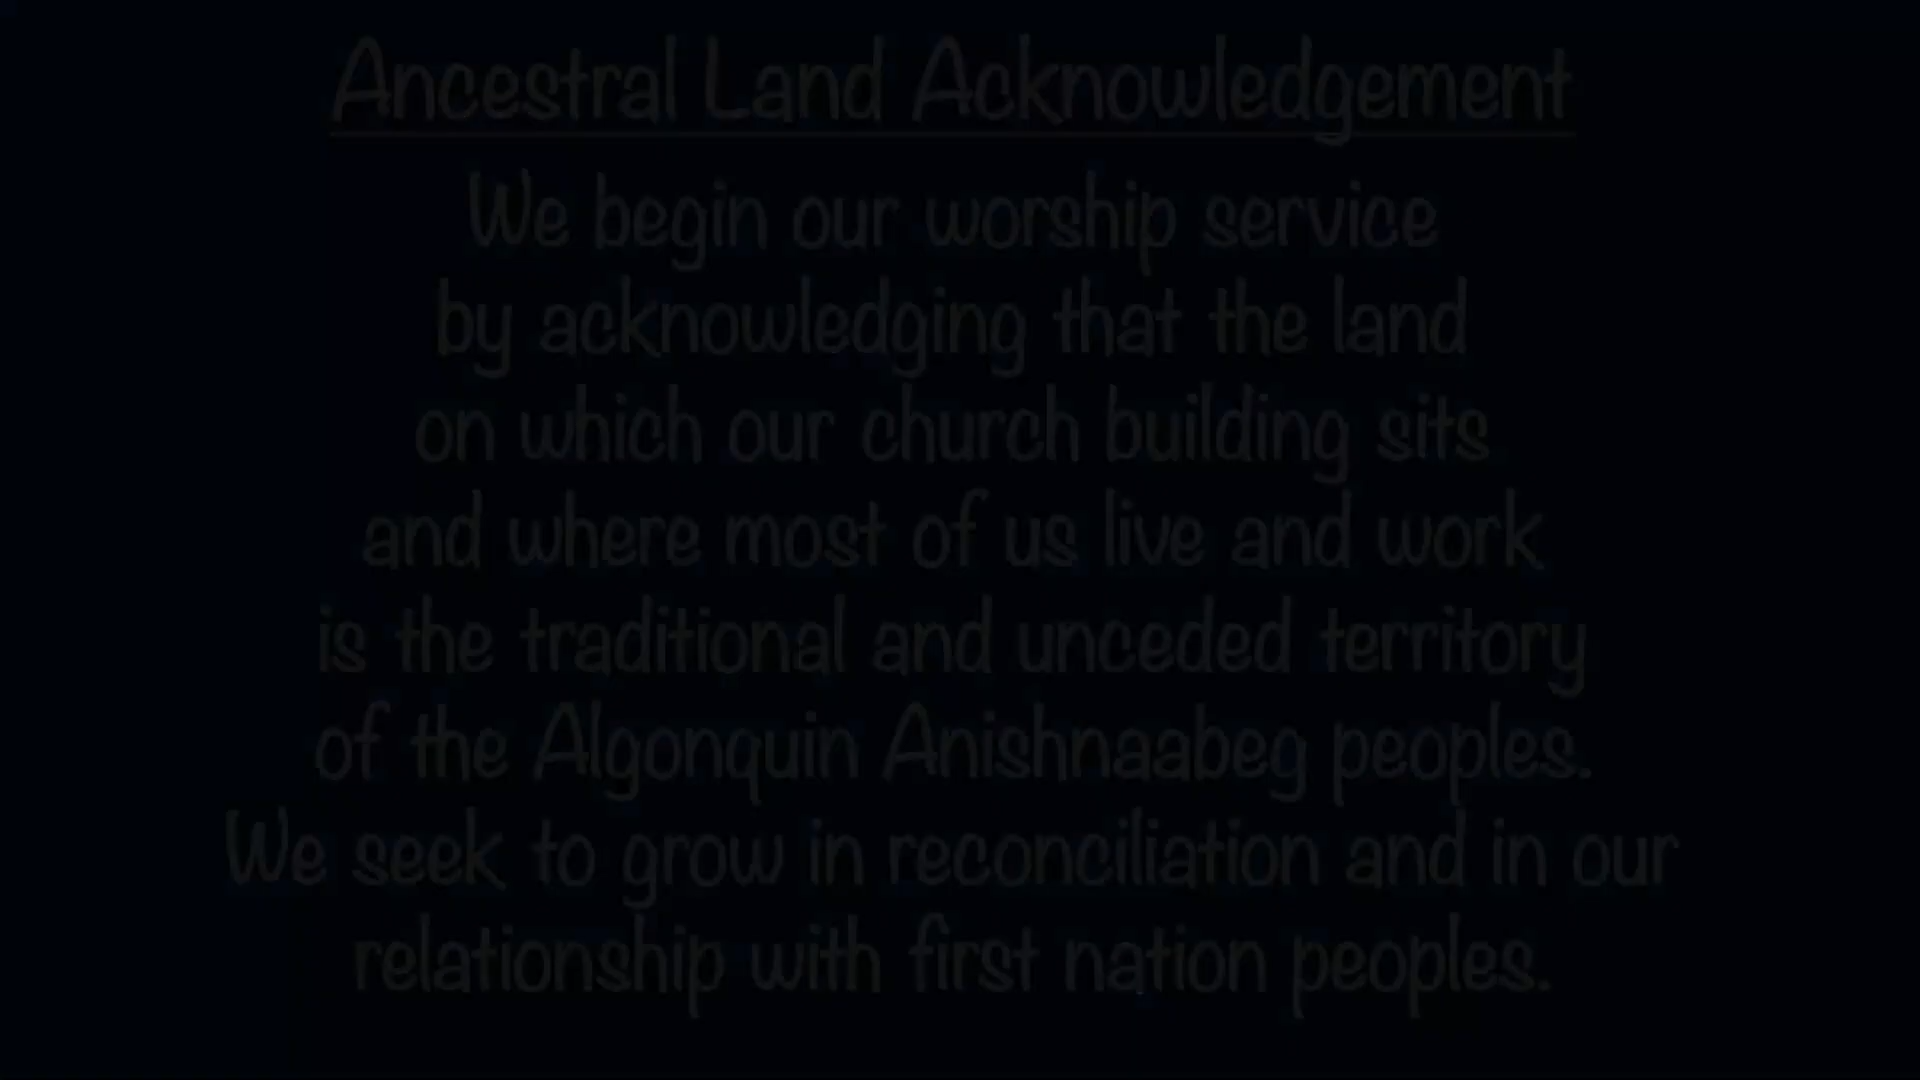 Ancestral Land Acknowledgement
We begin our worship service
by acknowledging that the land
on which our church building sits
and where most of us live and work
is the traditional and unceded territory
of the Algonquin Anishnaabeg peoples.
We seek to grow in reconciliation and in our
relationship with first nation peoples.